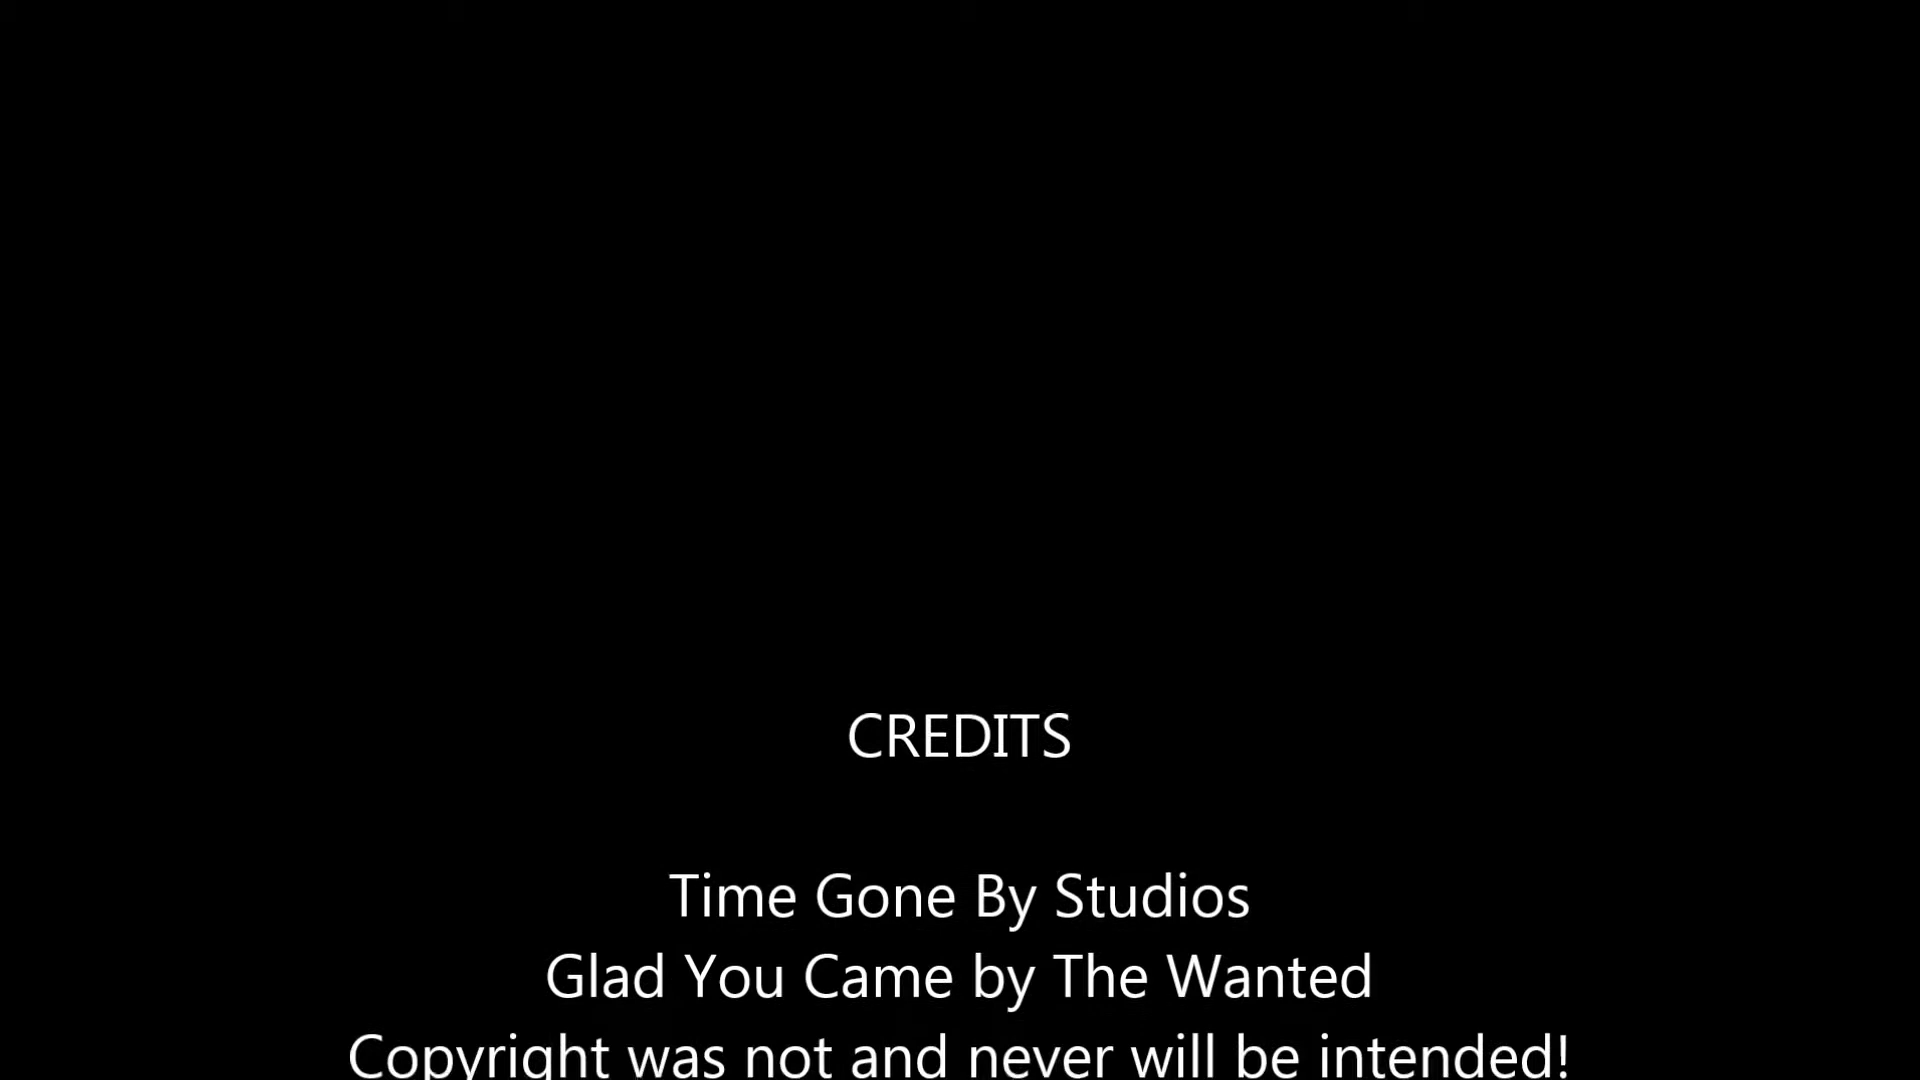 CREDITS
Time Gone By Studios
Glad You Came by The Wanted
Copyright was not and never will be intended!